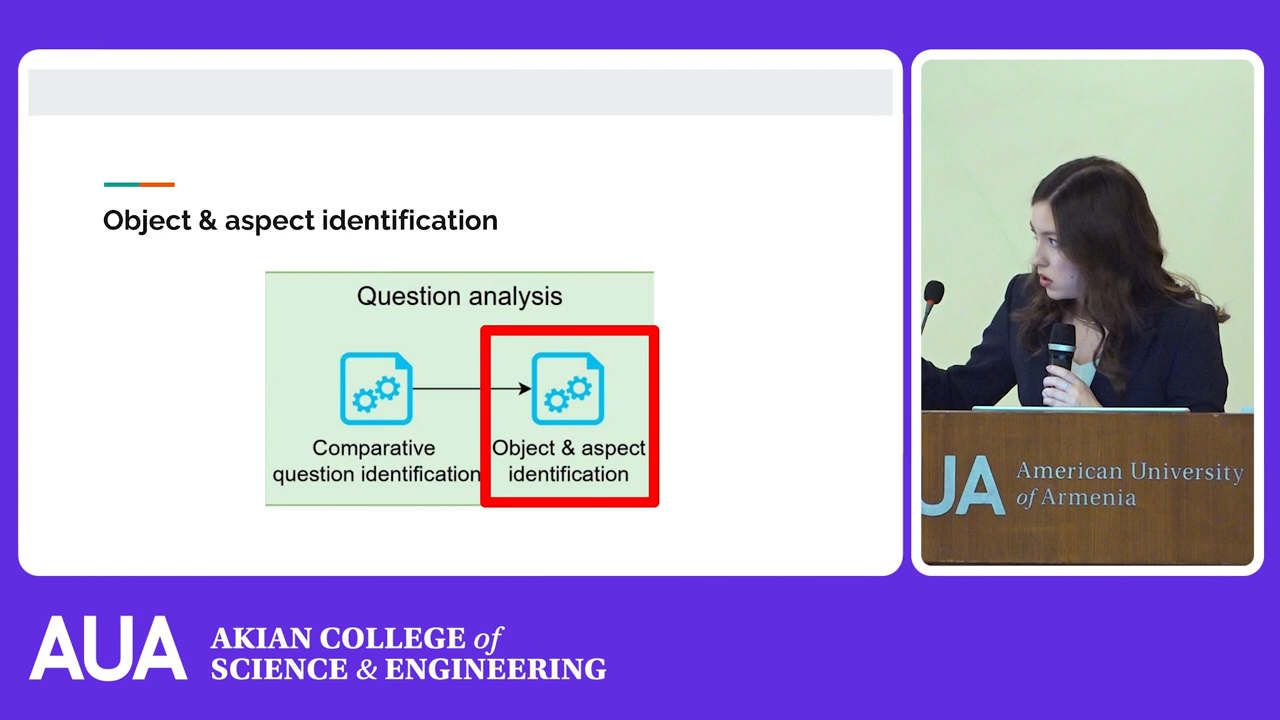 Object & aspect identification
Question analysis
Comparative
question identification
Object & aspect
identification
UA American University
of Armenia
AUA AKIAN COLLEGE of
SCIENCE & ENGINEERING